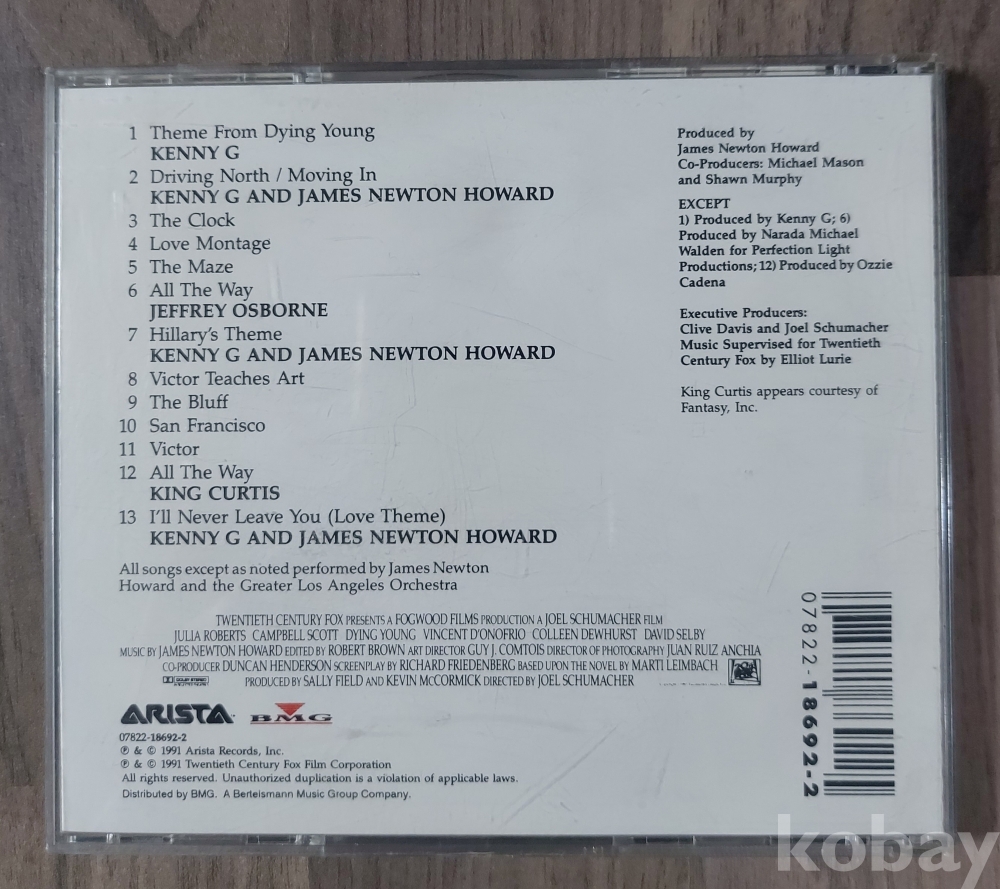 1 Theme From Dying Young
KENNY G
2 Driving North / Moving In
KENNY G AND JAMES NEWTON HOWARD
3 The Clock
4 Love Montage
5 The Maze
6 All The Way
JEFFREY OSBORNE
7 Hillary's Theme
KENNY G AND JAMES NEWTON HOWARD
8 Victor Teaches Art
9 The Bluff
10 San Francisco
11 Victor
12 All The Way
KING CURTIS
13 I'll Never Leave You (Love Theme)
KENNY G AND JAMES NEWTON HOWARD
All songs except as noted performed by James Newton
Howard and the Greater Los Angeles Orchestra
Produced by
James Newton Howard
Co-Producers: Michael Mason
and Shawn Murphy
EXCEPT
1) Produced by Kenny G; 6)
Produced by Narada Michael
Walden for Perfection Light
Productions; 12) Produced by Ozzie
Cadena
Executive Producers:
Clive Davis and Joel Schumacher
Music Supervised for Twentieth
Century Fox by Elliot Lurie
King Curtis appears courtesy of
Fantasy, Inc.
TWENTIETH CENTURY FOX PRESENTS A FOGWOOD FILMS PRODUCTION A JOEL SCHUMACHER FILM
JULIA ROBERTS CAMPBELL SCOTT DYING YOUNG VINCENT D'ONOFRIO COLLEEN DEWHURST DAVID SELBY
MUSIC BY JAMES NEWTON HOWARD EDITED BY ROBERT BROWN ART DIRECTOR GUY J. COMTOIS DIRECTOR OF PHOTOGRAPHY JUAN RUIZ ANCHIA
CO-PRODUCER DUNCAN HENDERSON SCREENPLAY BY RICHARD FRIEDENBERG BASED UPON THE NOVEL BY MARTI LEIMBACH
PRODUCED BY SALLY FIELD AND KEVIN McCORMICK DIRECTED BY JOEL SCHUMACHER
DOLBY STEREO
ARISTA
BMG
07822-18692-2
℗ & © 1991 Arista Records, Inc.
℗ & © 1991 Twentieth Century Fox Film Corporation
All rights reserved. Unauthorized duplication is a violation of applicable laws.
Distributed by BMG. A Bertelsmann Music Group Company.
07822-18692-2
kobay